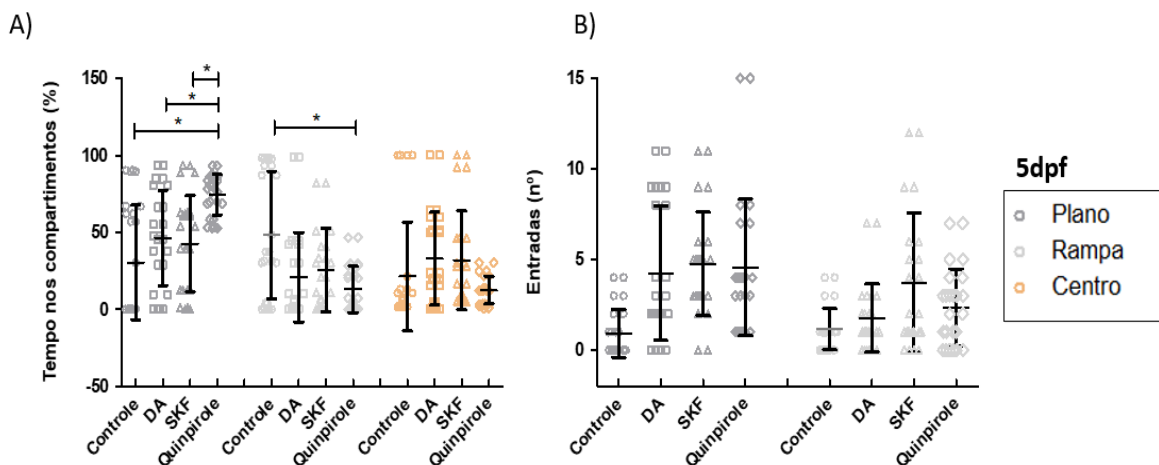 A)
Tempo nos compartimentos (%)
150
100
50
0
-50
*
*
*
*
Controle
DA
SKF
Quinpirole
Controle
DA
SKF
Quinpirole
Controle
DA
SKF
Quinpirole
B)
Entradas (nº)
15
10
5
0
Controle
DA
SKF
Quinpirole
Controle
DA
SKF
Quinpirole
5dpf
Plano
Rampa
Centro